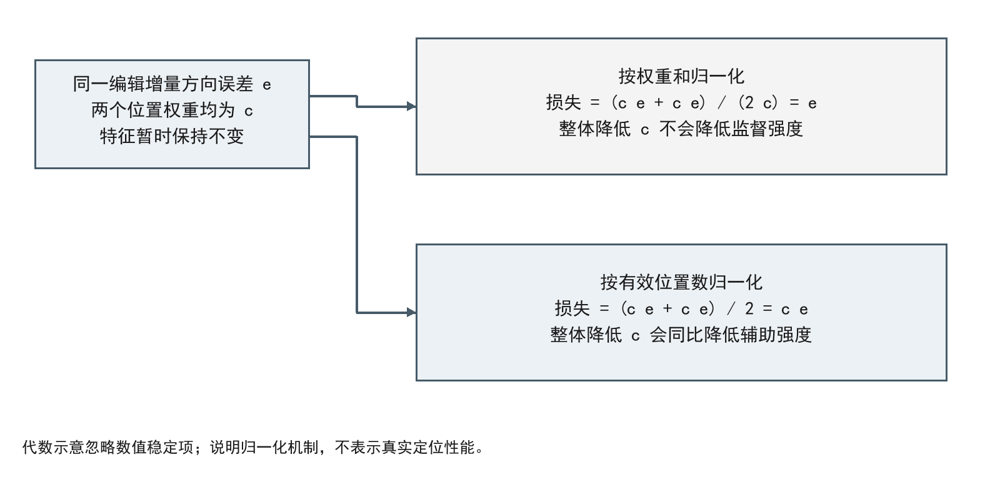 同一编辑增量方向误差 e
两个位置权重均为 c
特征暂时保持不变
按权重和归一化
损失 = (c e + c e) / (2 c) = e
整体降低 c 不会降低监督强度
按有效位置数归一化
损失 = (c e + c e) / 2 = c e
整体降低 c 会同比降低辅助强度
代数示意忽略数值稳定项；说明归一化机制，不表示真实定位性能。